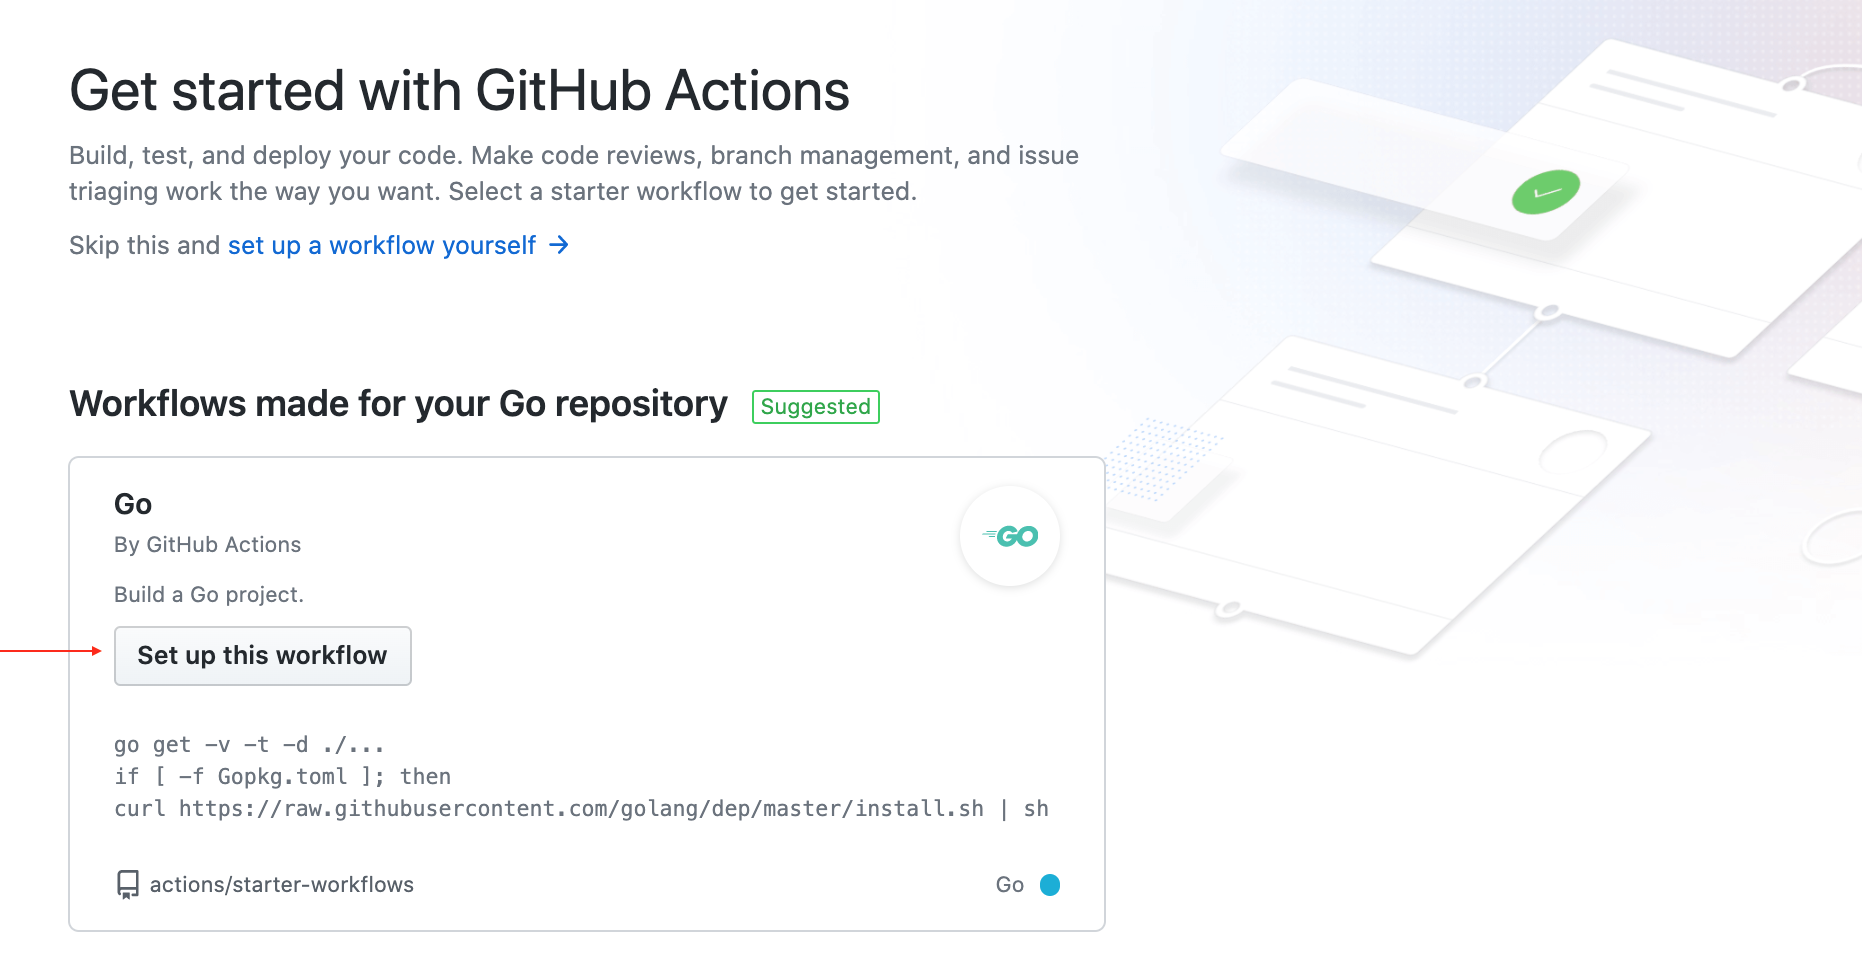 Get started with GitHub Actions
Build, test, and deploy your code. Make code reviews, branch management, and issue
triaging work the way you want. Select a starter workflow to get started.
Skip this and set up a workflow yourself →
Workflows made for your Go repository Suggested
Go
By GitHub Actions
GO
Build a Go project.
Set up this workflow
go get -v -t -d ./...
if [ -f Gopkg.toml ]; then
curl https://raw.githubusercontent.com/golang/dep/master/install.sh | sh
actions/starter-workflows
Go